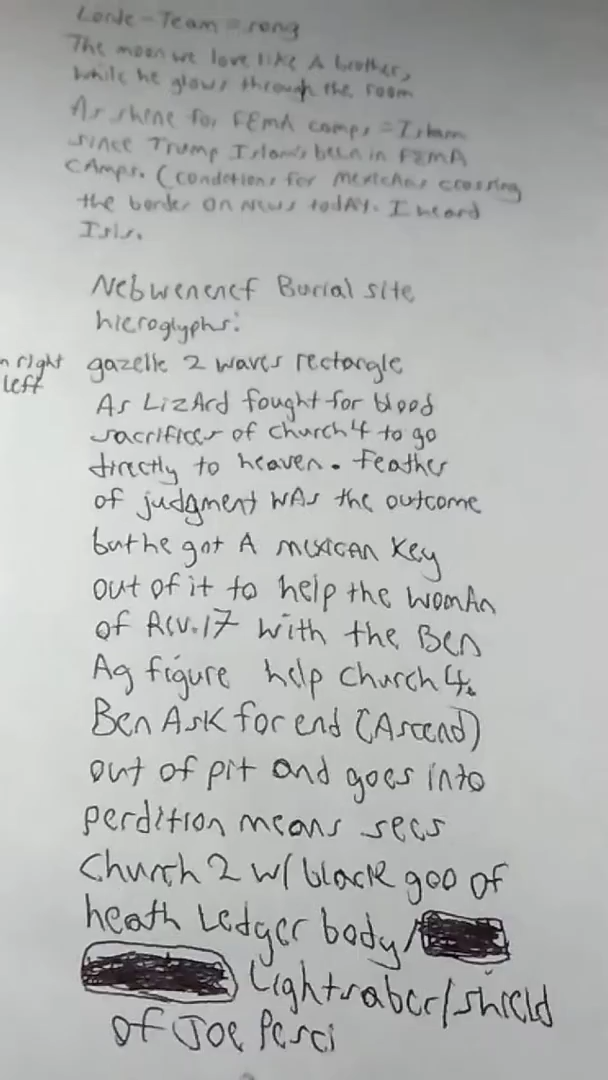 Lorde - Team = song
The moon we love like A brother,
while he glows through the room
As shine for FEMA camps = Islam
since Trump Islam's been in FEMA
CAmps. (conditions for mexicans crossing
the border on news todAy. I heard
Isis.
Nebwenenef Burial site
hieroglyphs:
n right gazelle 2 waves rectangle
left
As LizArd fought for blood
sacrifices of church 4 to go
directly to heaven. Feather
of judgment wAs the outcome
but he got A mexican key
out of it to help the womAn
of Rev. 17 with the Ben
Ag figure help church 4.
Ben Ask for end (Ascend)
out of pit and goes into
perdition means secs
Church 2 w/ black goo of
heath Ledger body/
Lightsaber/shield
of Joe Pesci